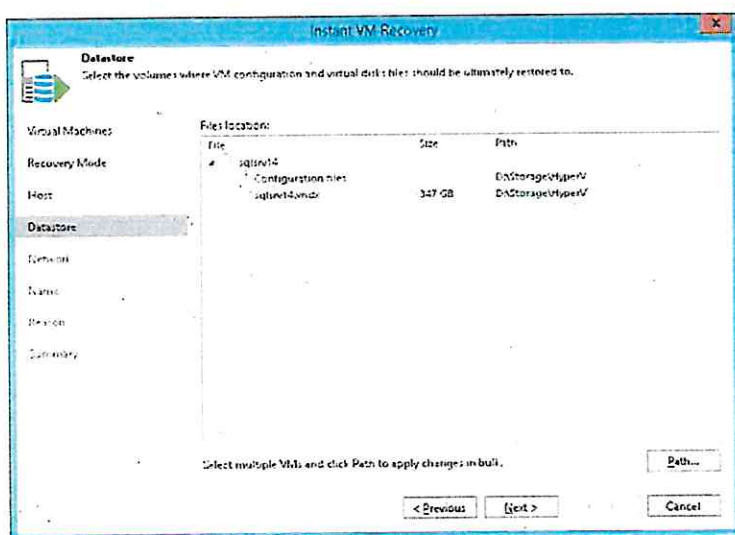 Instant VM Recovery
Datastore
Select the volumes where VM configuration and virtual disks files should be ultimately restored to.
Virtual Machines
Recovery Mode
Host
Datastore
Network
Name
Reason
Summary
Files location:
File Size Path
sqlsrv14
Configuration files D:\Storage\HyperV
sqlsrv14.vhdx 347 GB D:\Storage\HyperV
Select multiple VMs and click Path to apply changes in bulk.
Path...
< Previous Next > Cancel